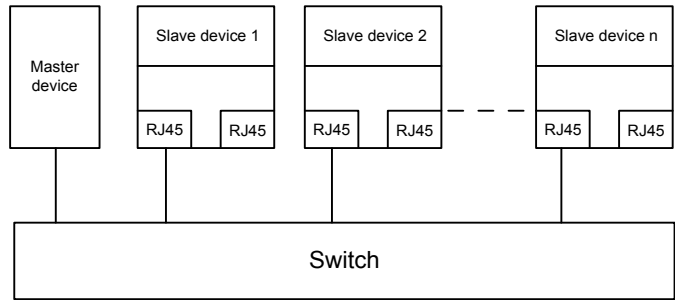 Master
device
Slave device 1
Slave device 2
Slave device n
RJ45
RJ45
RJ45
RJ45
RJ45
RJ45
Switch